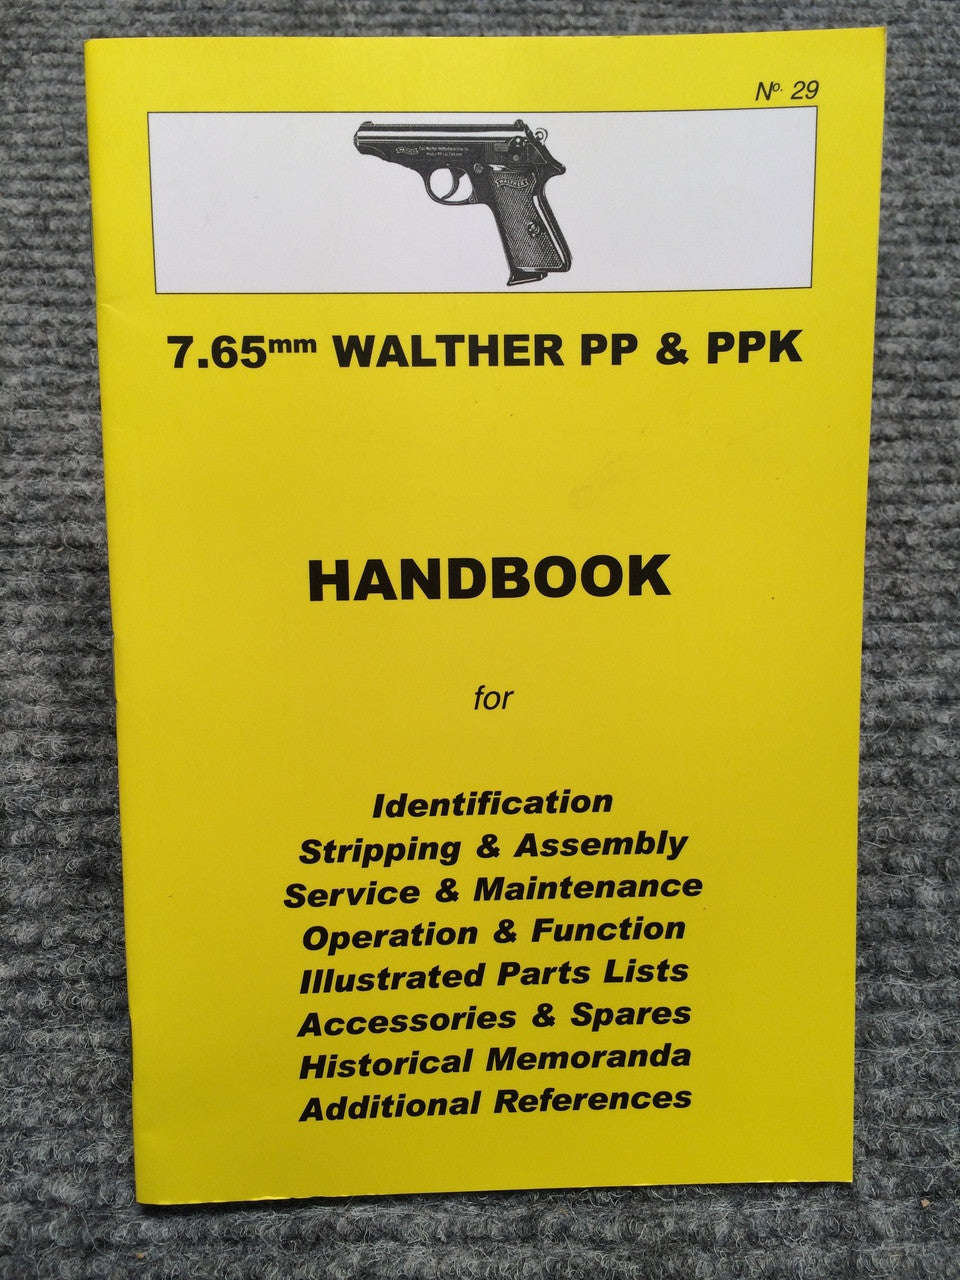 Nº. 29
WALTHER
7.65mm WALTHER PP & PPK
HANDBOOK
for
Identification
Stripping & Assembly
Service & Maintenance
Operation & Function
Illustrated Parts Lists
Accessories & Spares
Historical Memoranda
Additional References